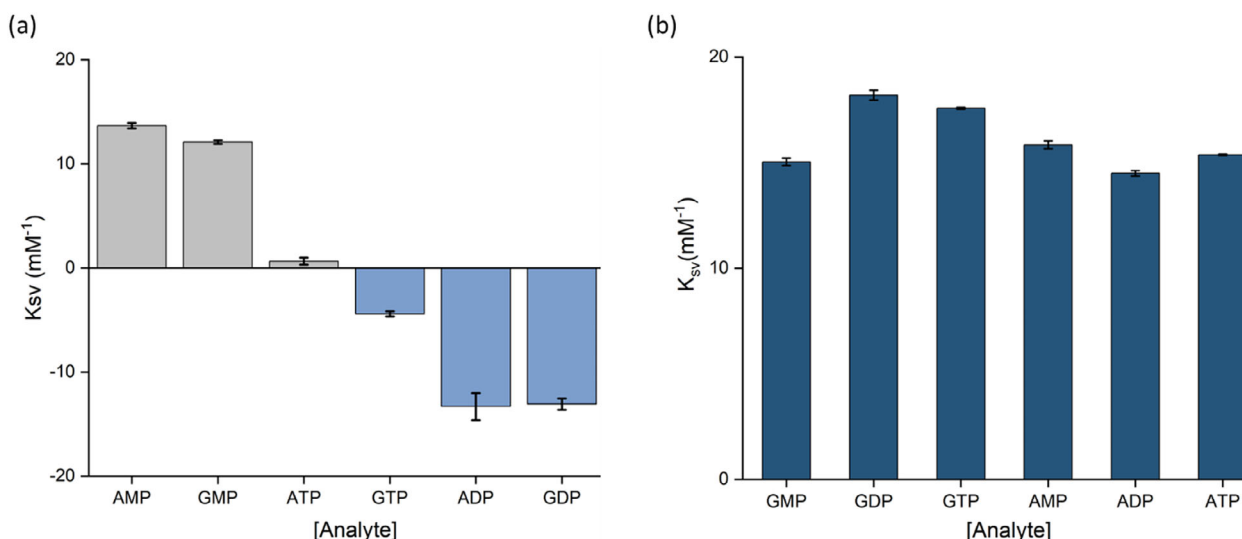 (a)
20
10
0
-10
-20
Ksv (mM⁻¹)
AMP GMP ATP GTP ADP GDP
[Analyte]
(b)
20
10
0
Ksv(mM⁻¹)
GMP GDP GTP AMP ADP ATP
[Analyte]